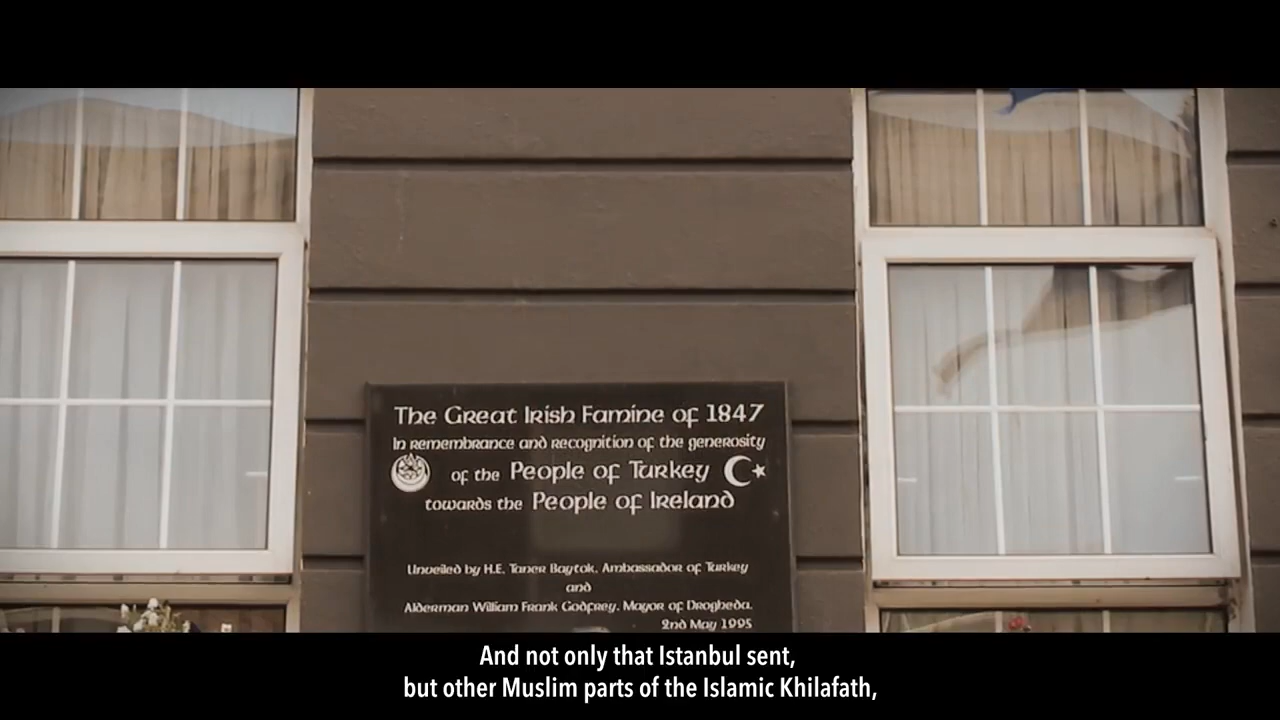 The Great Irish Famine of 1847
In remembrance and recognition of the generosity
of the People of Turkey
towards the People of Ireland
Unveiled by H.E. Taner Baytok, Ambassador of Turkey
and
Alderman William Frank Godfrey, Mayor of Drogheda.
2nd May 1995
And not only that Istanbul sent,
but other Muslim parts of the Islamic Khilafath,